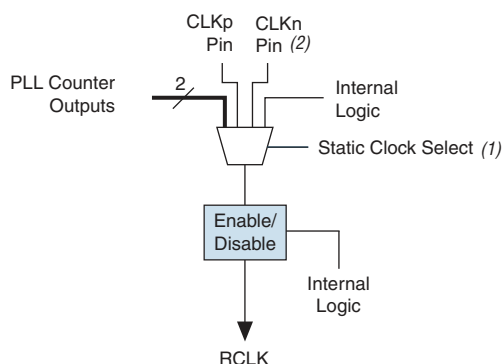 CLKp
Pin
CLKn
Pin (2)
PLL Counter
Outputs
2
Internal
Logic
Static Clock Select (1)
Enable/
Disable
Internal
Logic
RCLK